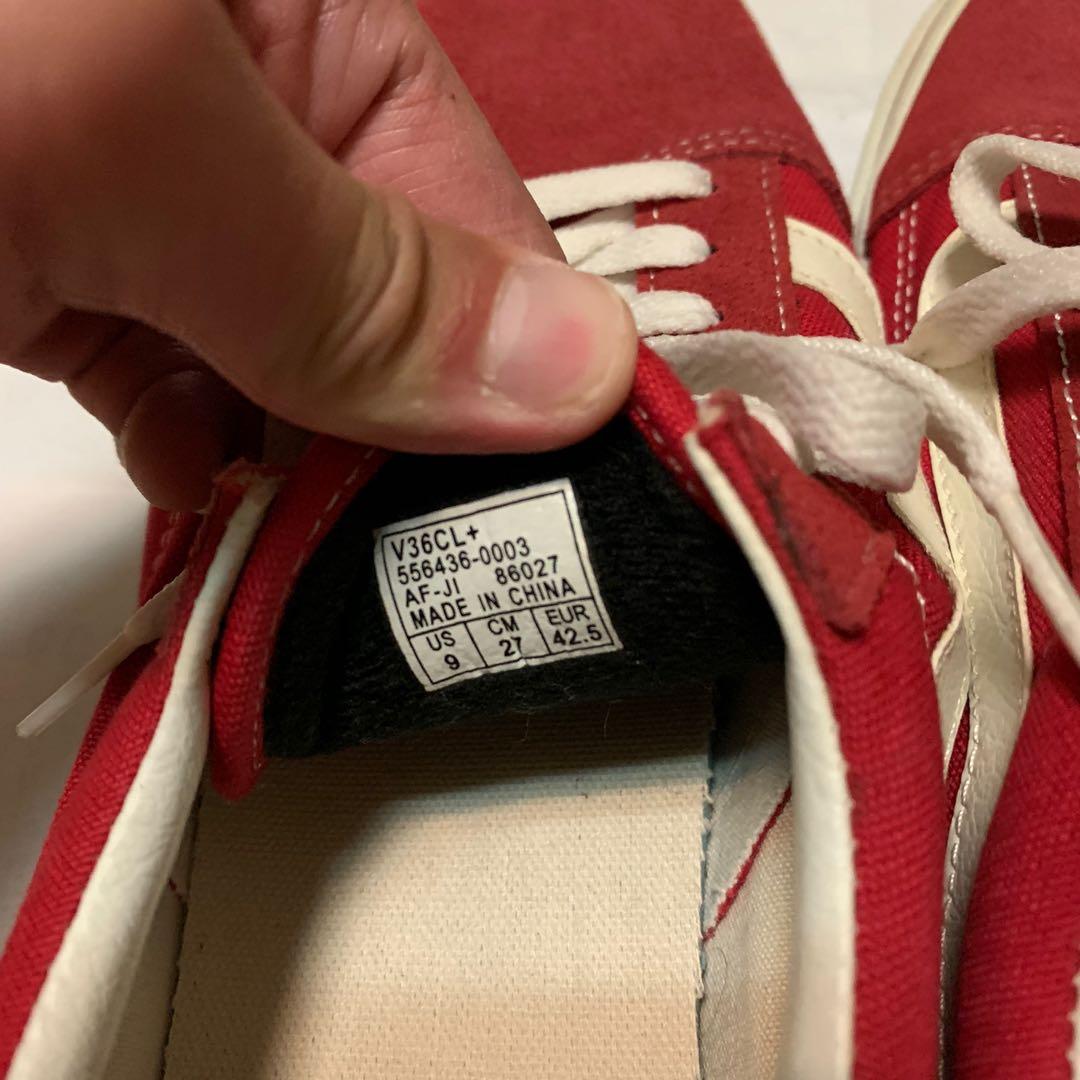 V36CL+
556436-0003
AF-JI 86027
MADE IN CHINA
US CM EUR
9 27 42.5